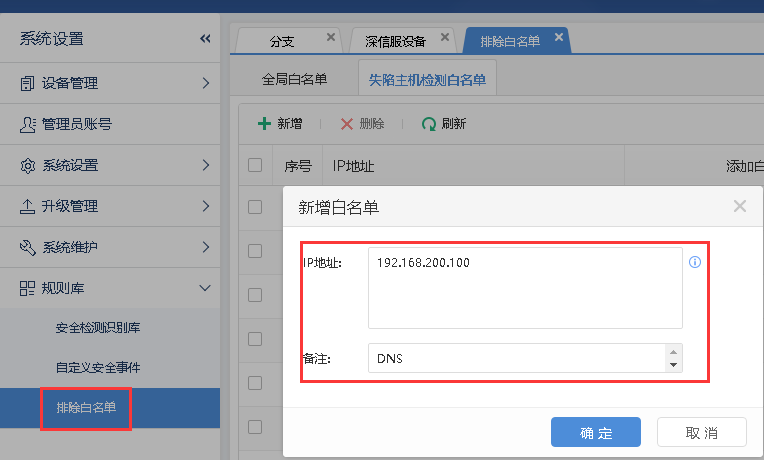 系统设置
设备管理
管理员账号
系统设置
升级管理
系统维护
规则库
安全检测识别库
自定义安全事件
排除白名单
分支
深信服设备
排除白名单
全局白名单
失陷主机检测白名单
新增
删除
刷新
序号
IP地址
添加白
新增白名单
IP地址:
192.168.200.100
备注:
DNS
确 定
取 消